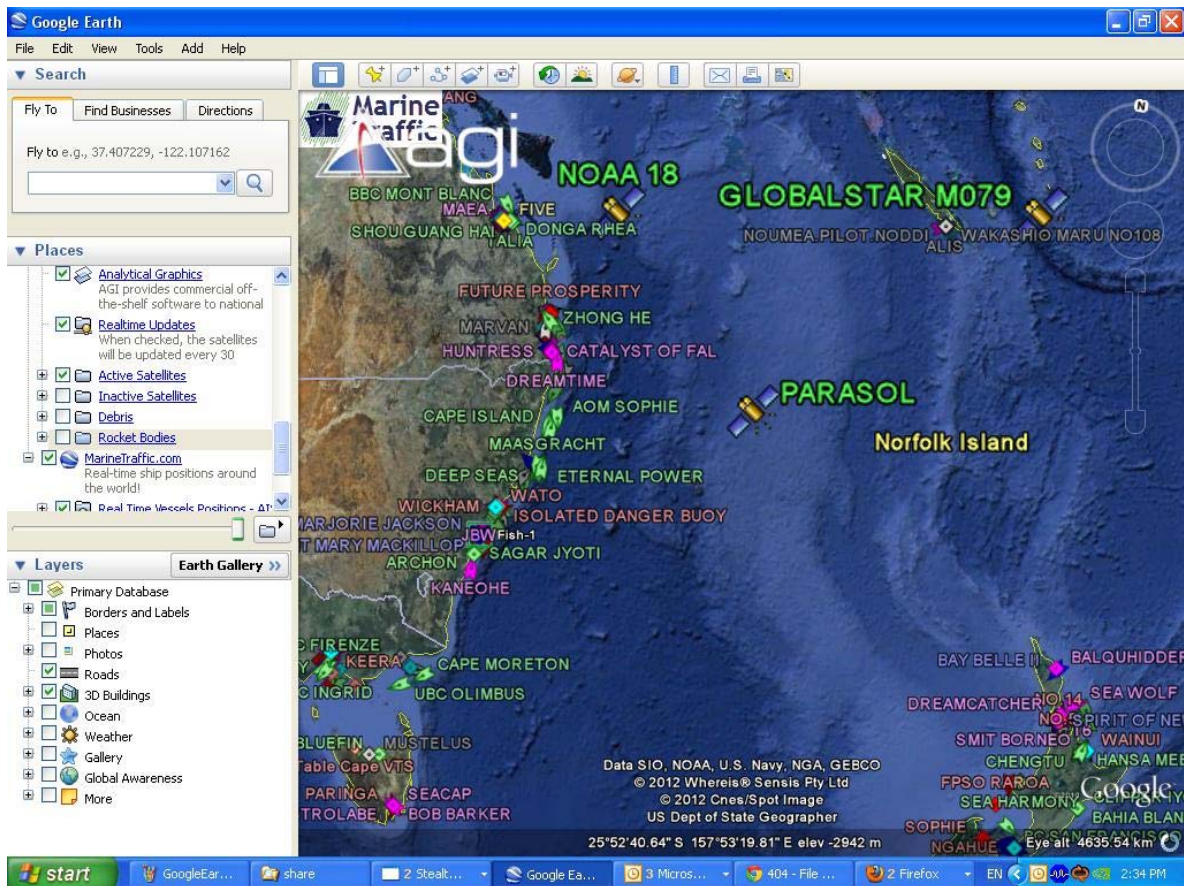 Google Earth
File Edit View Tools Add Help
Search
Fly To Find Businesses Directions
Fly to e.g., 37.407229, -122.107162
Places
Analytical Graphics
AGI provides commercial off-
the-shelf software to national
Realtime Updates
When checked, the satellites
will be updated every 30
Active Satellites
Inactive Satellites
Debris
Rocket Bodies
MarineTraffic.com
Real-time ship positions around
the world!
Real Time Vessels Positions - AI
Layers Earth Gallery »
Primary Database
Borders and Labels
Places
Photos
Roads
3D Buildings
Ocean
Weather
Gallery
Global Awareness
More
Marine
Traffic
agi
ANG
N
NOAA 18
GLOBALSTAR M079
BBC MONT BLANC
MAEA FIVE
SHOU GUANG HAI DONGA RHEA
TALIA
NOUMEA PILOT NODDI WAKASHIO MARU NO108
ALIS
FUTURE PROSPERITY
ZHONG HE
MARVAN
HUNTRESS CATALYST OF FAL
DREAMTIME
PARASOL
CAPE ISLAND AOM SOPHIE
MAASGRACHT
Norfolk Island
DEEP SEAS ETERNAL POWER
WICKHAM WATO
ISOLATED DANGER BUOY
MARJORIE JACKSON
JBW Fish-1
T MARY MACKILLOP SAGAR JYOTI
ARCHON
KANEOHE
C FIRENZE
KEERA CAPE MORETON
C INGRID UBC OLIMBUS
BAY BELLE II BALQUHIDDER
DREAMCATCHER NO 14 SEA WOLF
SPIRIT OF NE
SMIT BORNEO WAINUI
BLUEFIN MUSTELUS
Table Cape VTS
CHENGTU HANSA MEE
PARINGA SEACAP
TROLABE BOB BARKER
FPSO RAROA
SEA HARMONY
BAHIA BLAN
SOPHIE
NGAHUE
Data SIO, NOAA, U.S. Navy, NGA, GEBCO
© 2012 Whereis® Sensis Pty Ltd
© 2012 Cnes/Spot Image
US Dept of State Geographer
Google
25°52'40.64" S 157°53'19.81" E elev -2942 m Eye alt 4635.54 km
start GoogleEar... share 2 Stealt... Google Ea... 3 Micros... 404 - File ... 2 Firefox EN 2:34 PM